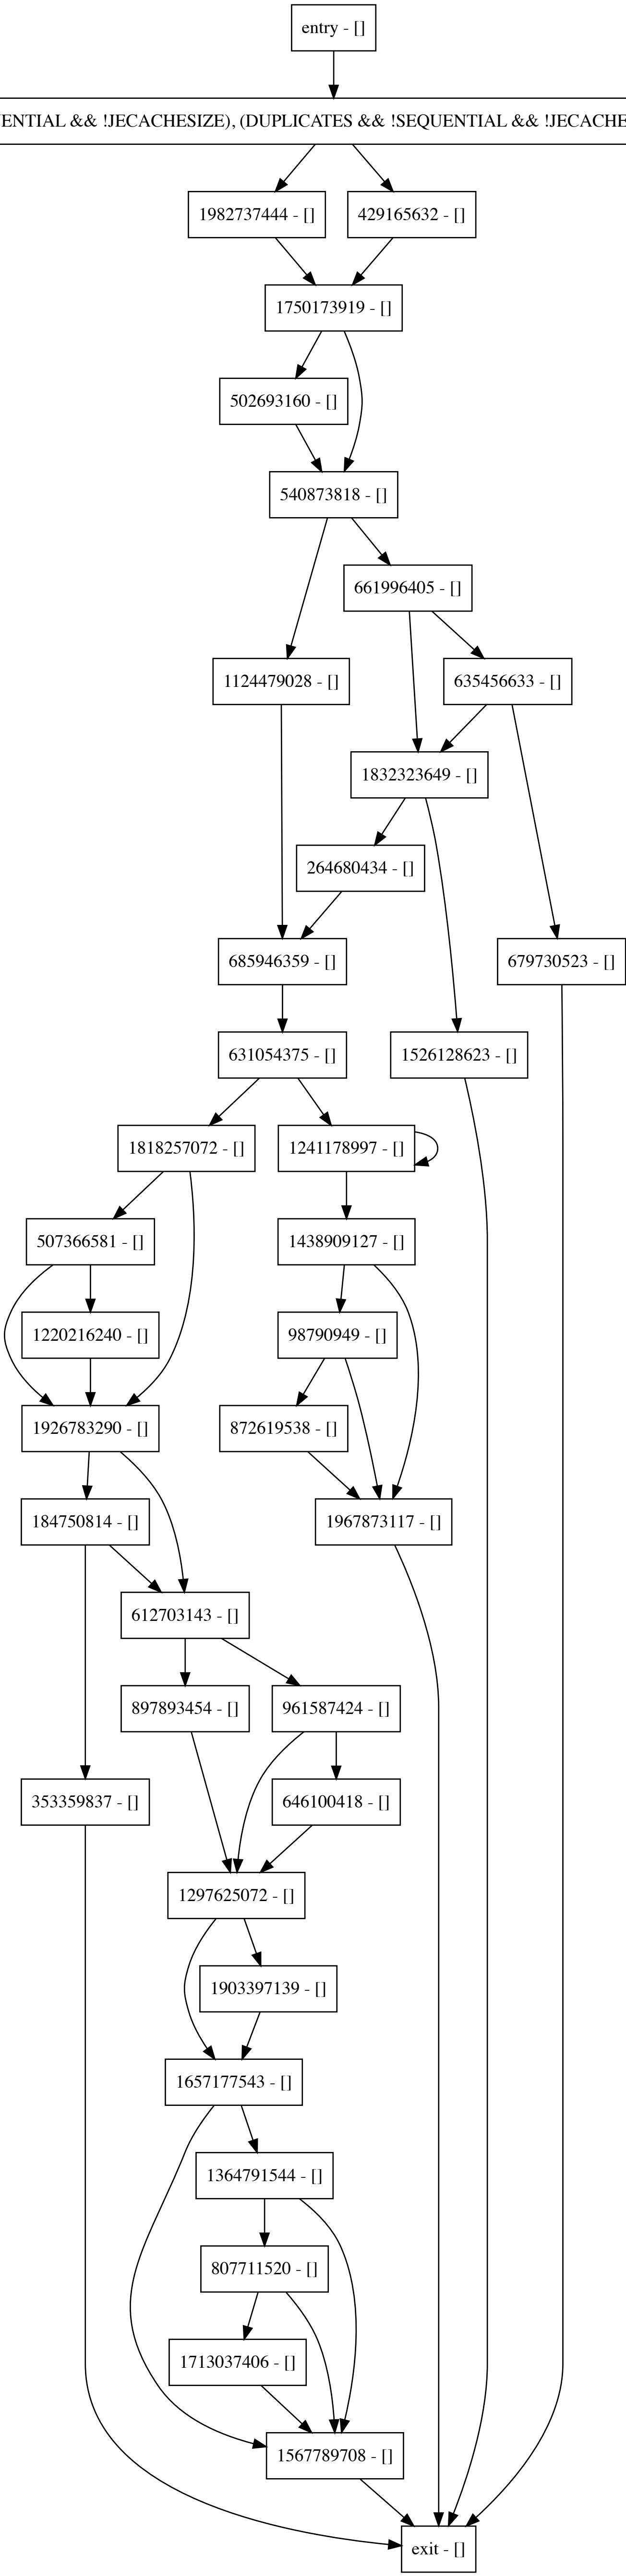 entry - []
ENTIAL && !JECACHESIZE), (DUPLICATES && !SEQUENTIAL && !JECACHE
1982737444 - []
429165632 - []
1750173919 - []
502693160 - []
540873818 - []
661996405 - []
1124479028 - []
635456633 - []
1832323649 - []
264680434 - []
685946359 - []
679730523 - []
631054375 - []
1526128623 - []
1818257072 - []
1241178997 - []
507366581 - []
1438909127 - []
1220216240 - []
98790949 - []
1926783290 - []
872619538 - []
184750814 - []
1967873117 - []
612703143 - []
897893454 - []
961587424 - []
353359837 - []
646100418 - []
1297625072 - []
1903397139 - []
1657177543 - []
1364791544 - []
807711520 - []
1713037406 - []
1567789708 - []
exit - []